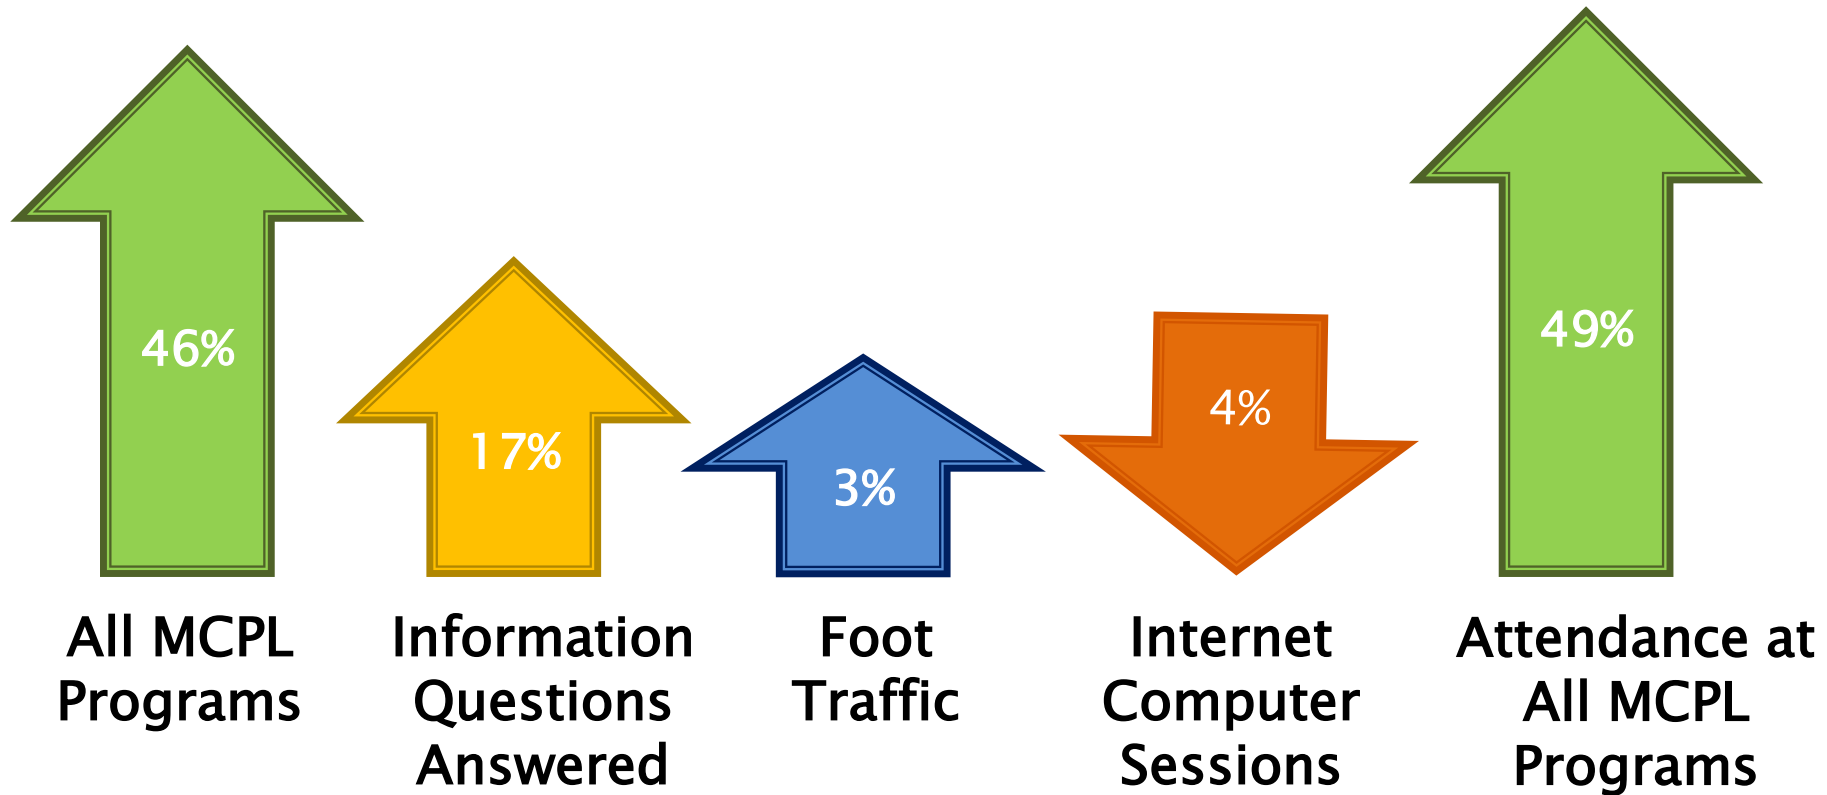 46%
17%
3%
4%
49%
All MCPL
Programs
Information
Questions
Answered
Foot
Traffic
Internet
Computer
Sessions
Attendance at
All MCPL
Programs